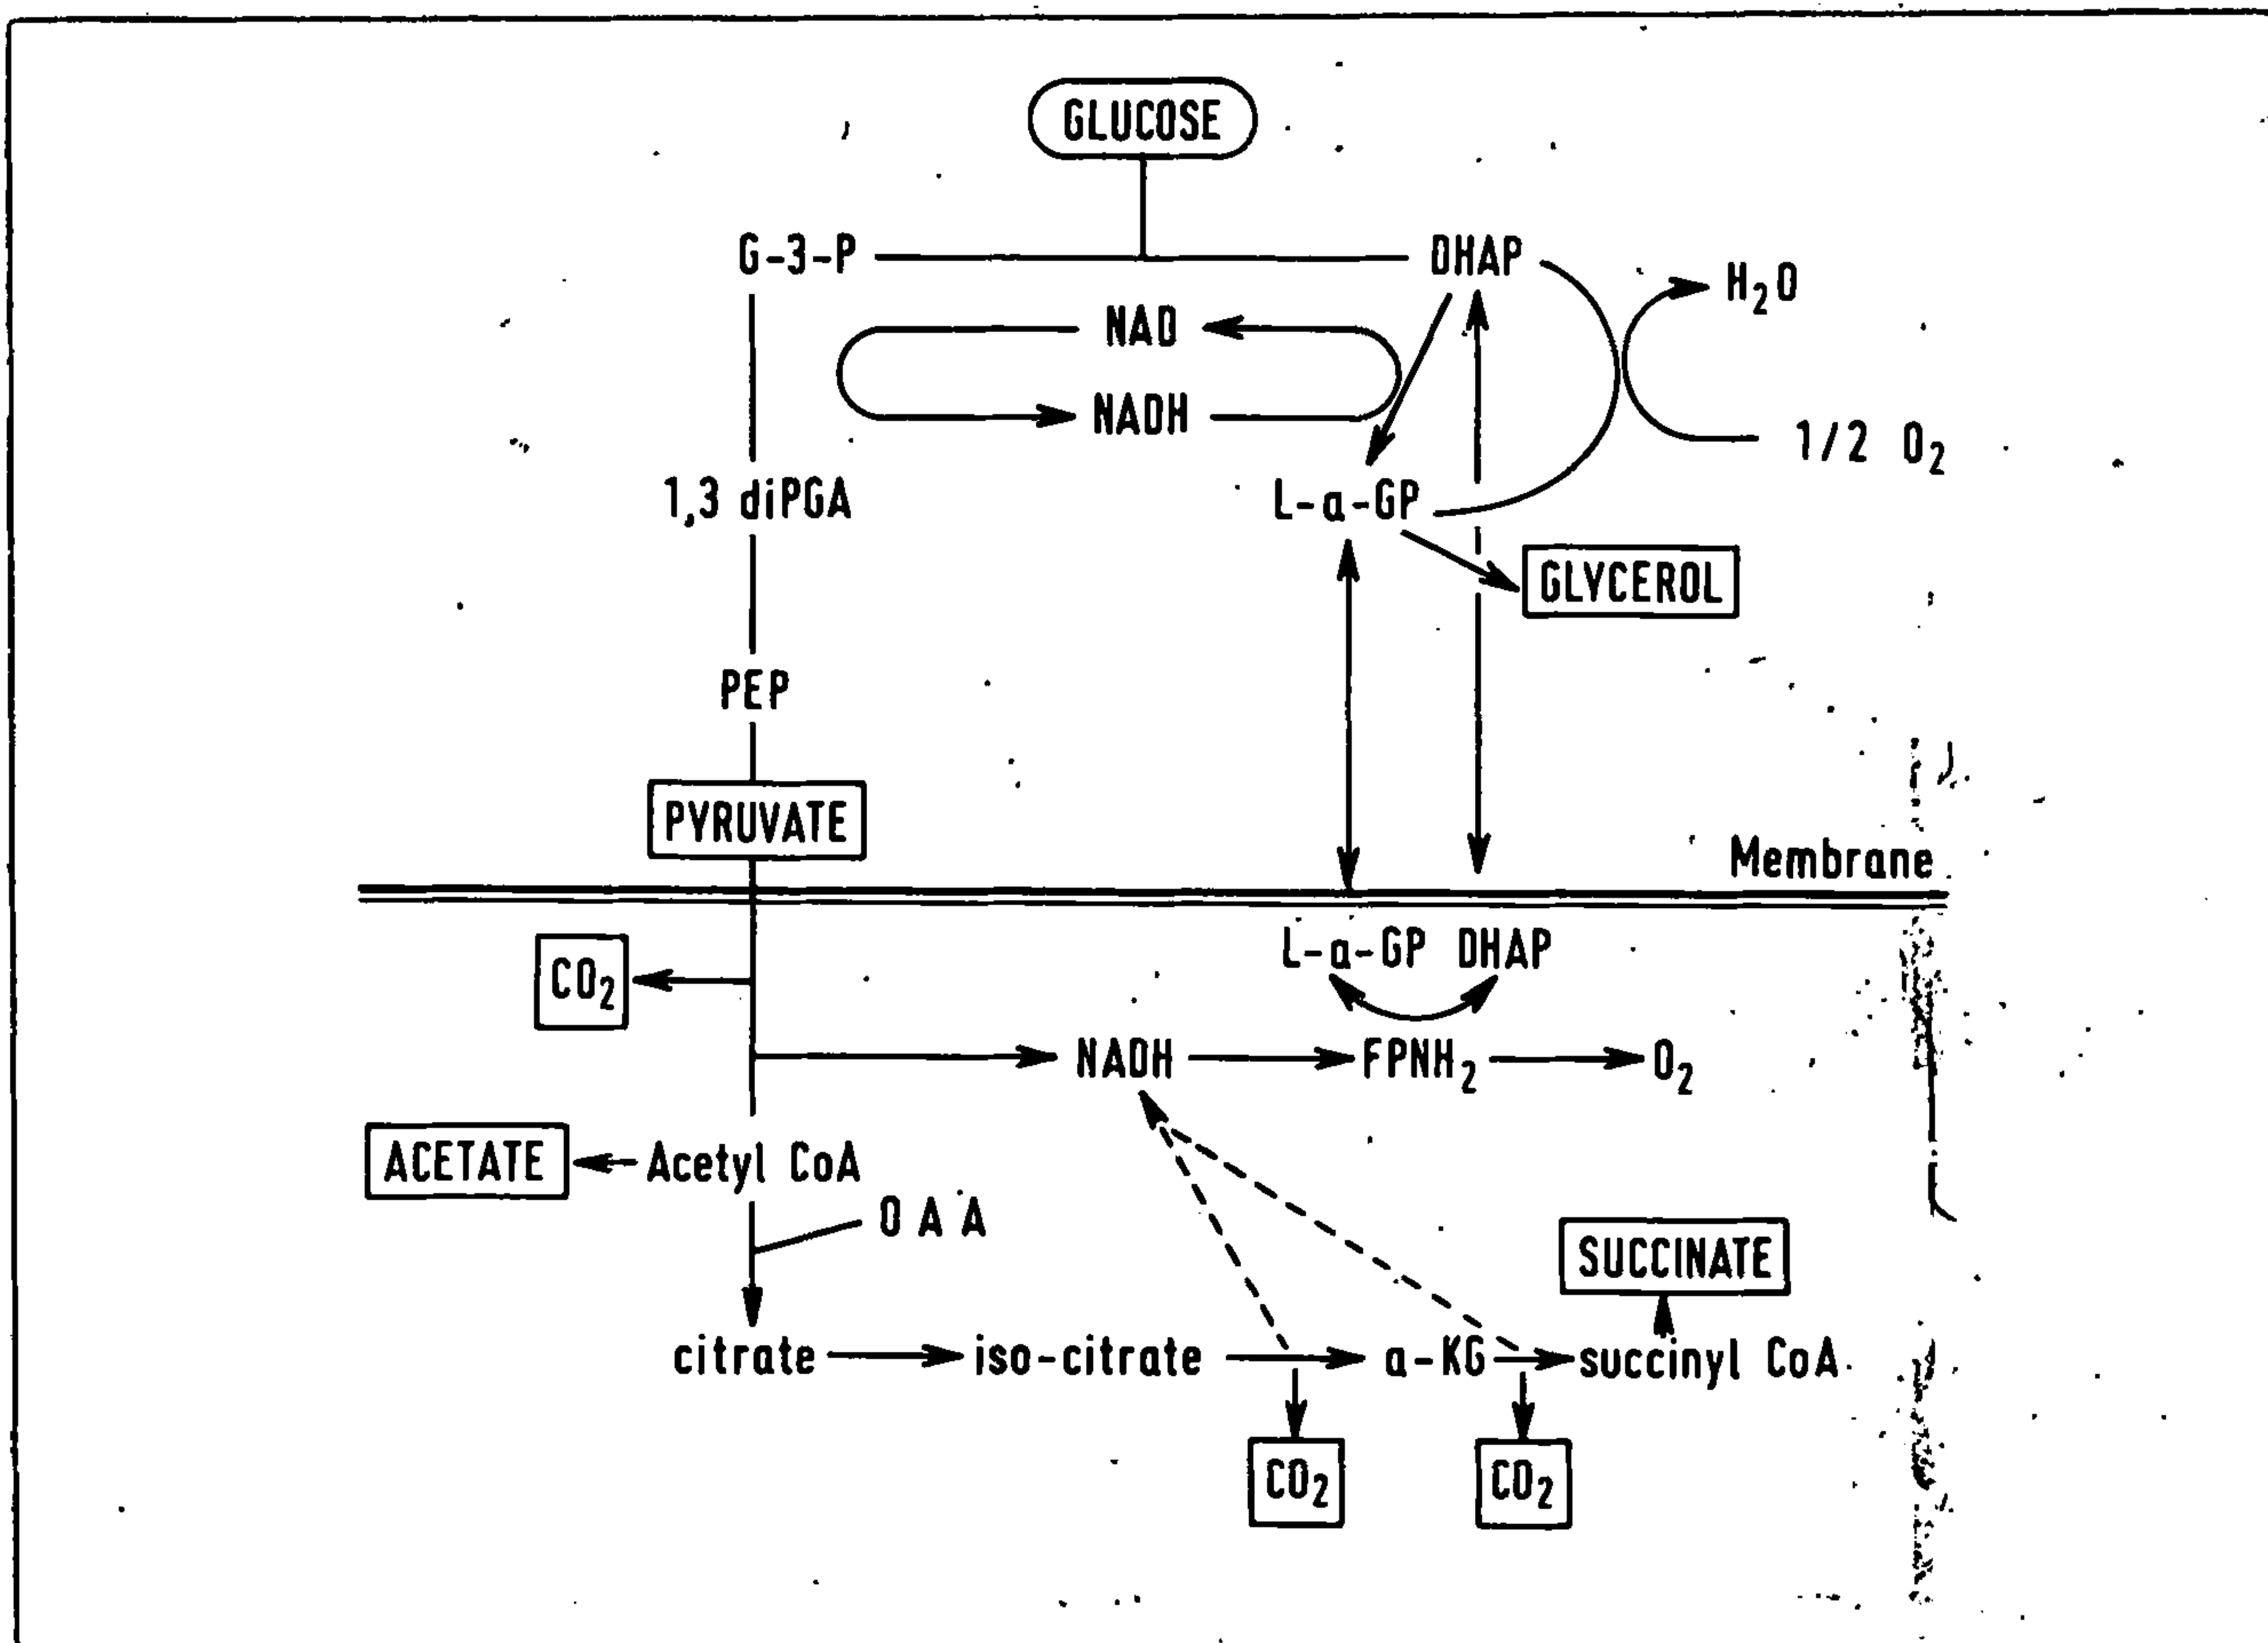 GLUCOSE
G-3-P DHAP
H2O
NAD
NADH
1/2 O2
1,3 diPGA L-a-GP
GLYCEROL
PEP
PYRUVATE
Membrane
L-a-GP DHAP
CO2
NADH FPNH2 O2
ACETATE Acetyl CoA
O A A
SUCCINATE
citrate iso-citrate a-KG succinyl CoA
CO2 CO2